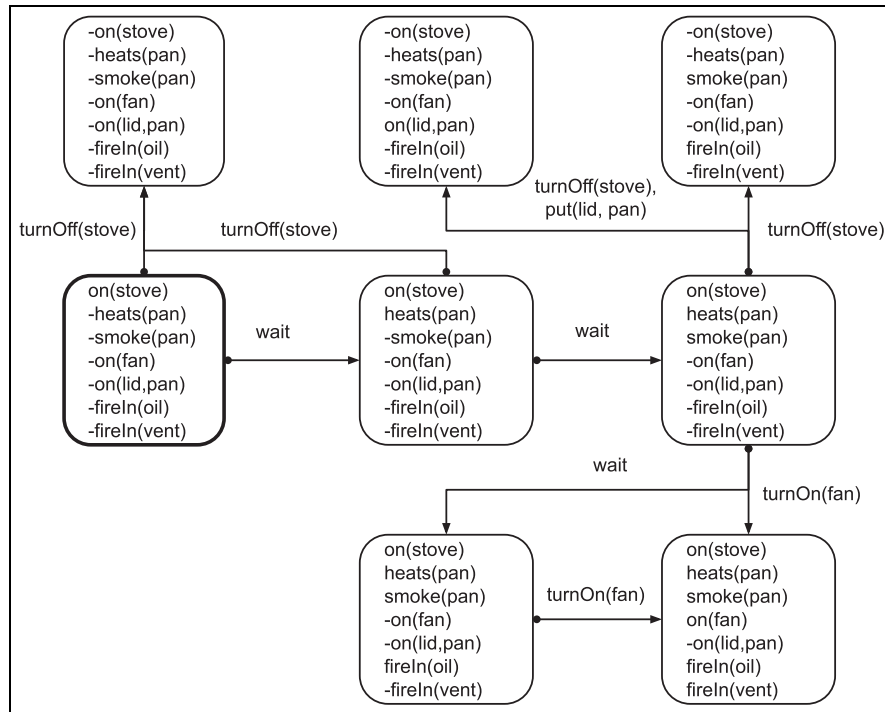 -on(stove)
-heats(pan)
-smoke(pan)
-on(fan)
-on(lid,pan)
-fireIn(oil)
-fireIn(vent)
-on(stove)
-heats(pan)
-smoke(pan)
-on(fan)
on(lid,pan)
-fireIn(oil)
-fireIn(vent)
-on(stove)
-heats(pan)
smoke(pan)
-on(fan)
-on(lid,pan)
fireIn(oil)
-fireIn(vent)
turnOff(stove)
turnOff(stove)
turnOff(stove),
put(lid, pan)
turnOff(stove)
on(stove)
-heats(pan)
-smoke(pan)
-on(fan)
-on(lid,pan)
-fireIn(oil)
-fireIn(vent)
wait
on(stove)
heats(pan)
-smoke(pan)
-on(fan)
-on(lid,pan)
-fireIn(oil)
-fireIn(vent)
wait
on(stove)
heats(pan)
smoke(pan)
-on(fan)
-on(lid,pan)
-fireIn(oil)
-fireIn(vent)
wait
turnOn(fan)
on(stove)
heats(pan)
smoke(pan)
-on(fan)
-on(lid,pan)
fireIn(oil)
-fireIn(vent)
turnOn(fan)
on(stove)
heats(pan)
smoke(pan)
on(fan)
-on(lid,pan)
fireIn(oil)
fireIn(vent)